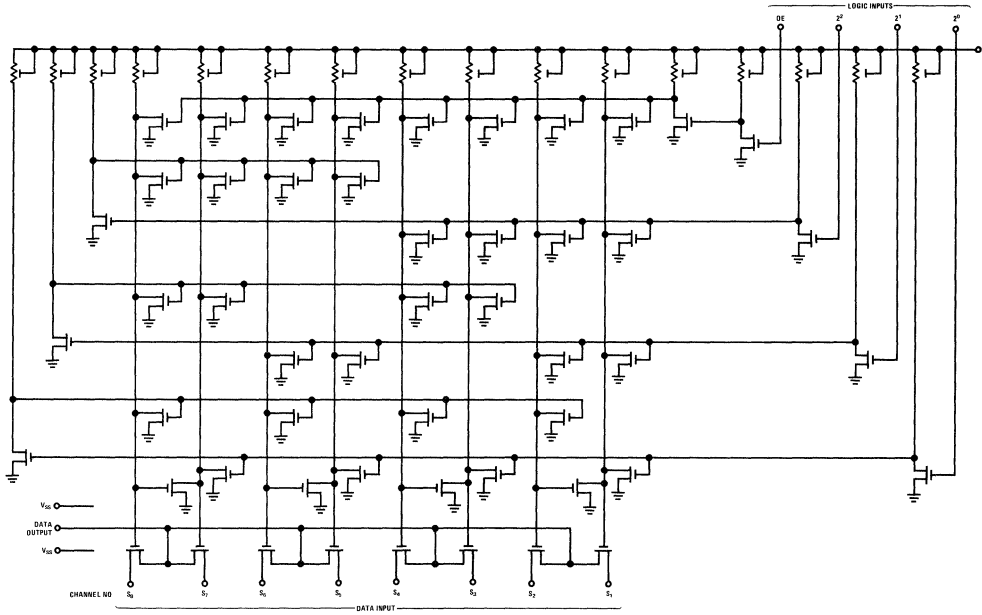 LOGIC INPUTS
OE 2² 2¹ 2⁰
VSS
DATA
OUTPUT
VSS
CHANNEL NO S8 S7 S6 S5 S4 S3 S2 S1
DATA INPUT